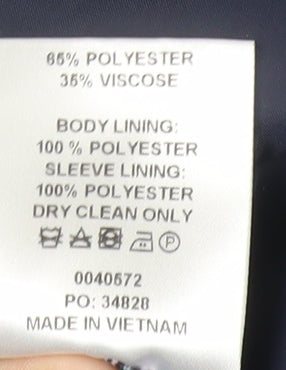 65% POLYESTER
35% VISCOSE
BODY LINING:
100 % POLYESTER
SLEEVE LINING:
100% POLYESTER
DRY CLEAN ONLY
P
0040572
PO: 34828
MADE IN VIETNAM